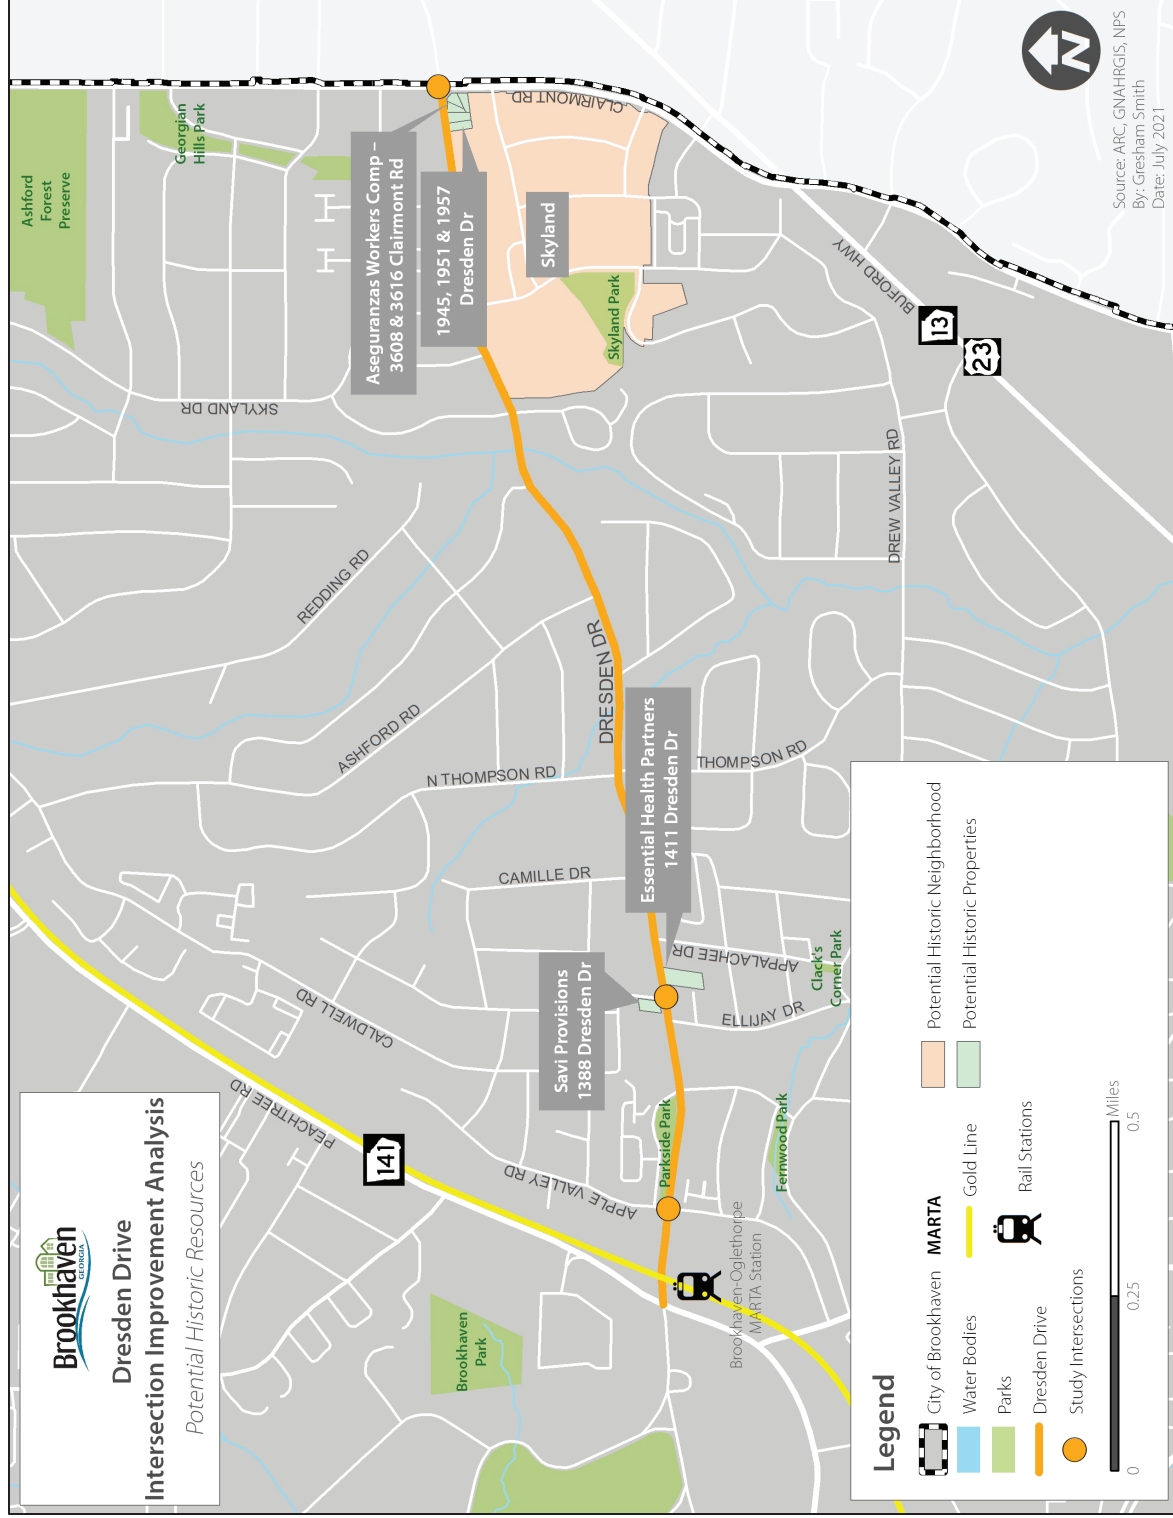 Brookhaven
GEORGIA
Dresden Drive
Intersection Improvement Analysis
Potential Historic Resources
Ashford
Forest
Preserve
Georgian
Hills Park
Aseguranzas Workers Comp –
3608 & 3616 Clairmont Rd
1945, 1951 & 1957
Dresden Dr
Skyland
Skyland Park
CLAIRMONT RD
BUFORD HWY
13
23
SKYLAND DR
REDDING RD
ASHFORD RD
N THOMPSON RD
DRESDEN DR
THOMPSON RD
DREW VALLEY RD
CAMILLE DR
Essential Health Partners
1411 Dresden Dr
Savi Provisions
1388 Dresden Dr
APPALACHEE DR
ELLIJAY DR
Clack's
Corner Park
CALDWELL RD
PEACHTREE RD
141
APPLE VALLEY RD
Parkside Park
Fernwood Park
Brookhaven-Oglethorpe
MARTA Station
Brookhaven
Park
N
Source: ARC, GNAHRGIS, NPS
By: Gresham Smith
Date: July 2021
Legend
City of Brookhaven
Water Bodies
Parks
Dresden Drive
Study Intersections
MARTA
Gold Line
Rail Stations
Potential Historic Neighborhood
Potential Historic Properties
0
0.25
0.5
Miles